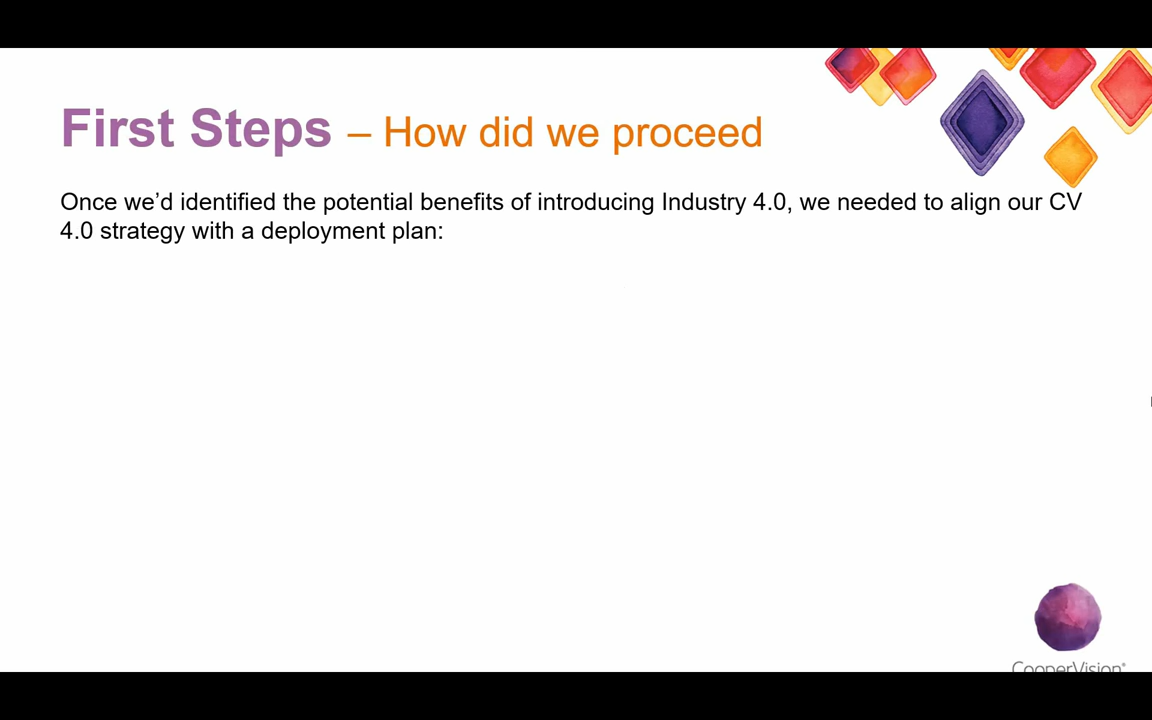 First Steps – How did we proceed
Once we’d identified the potential benefits of introducing Industry 4.0, we needed to align our CV
4.0 strategy with a deployment plan:
CooperVision®